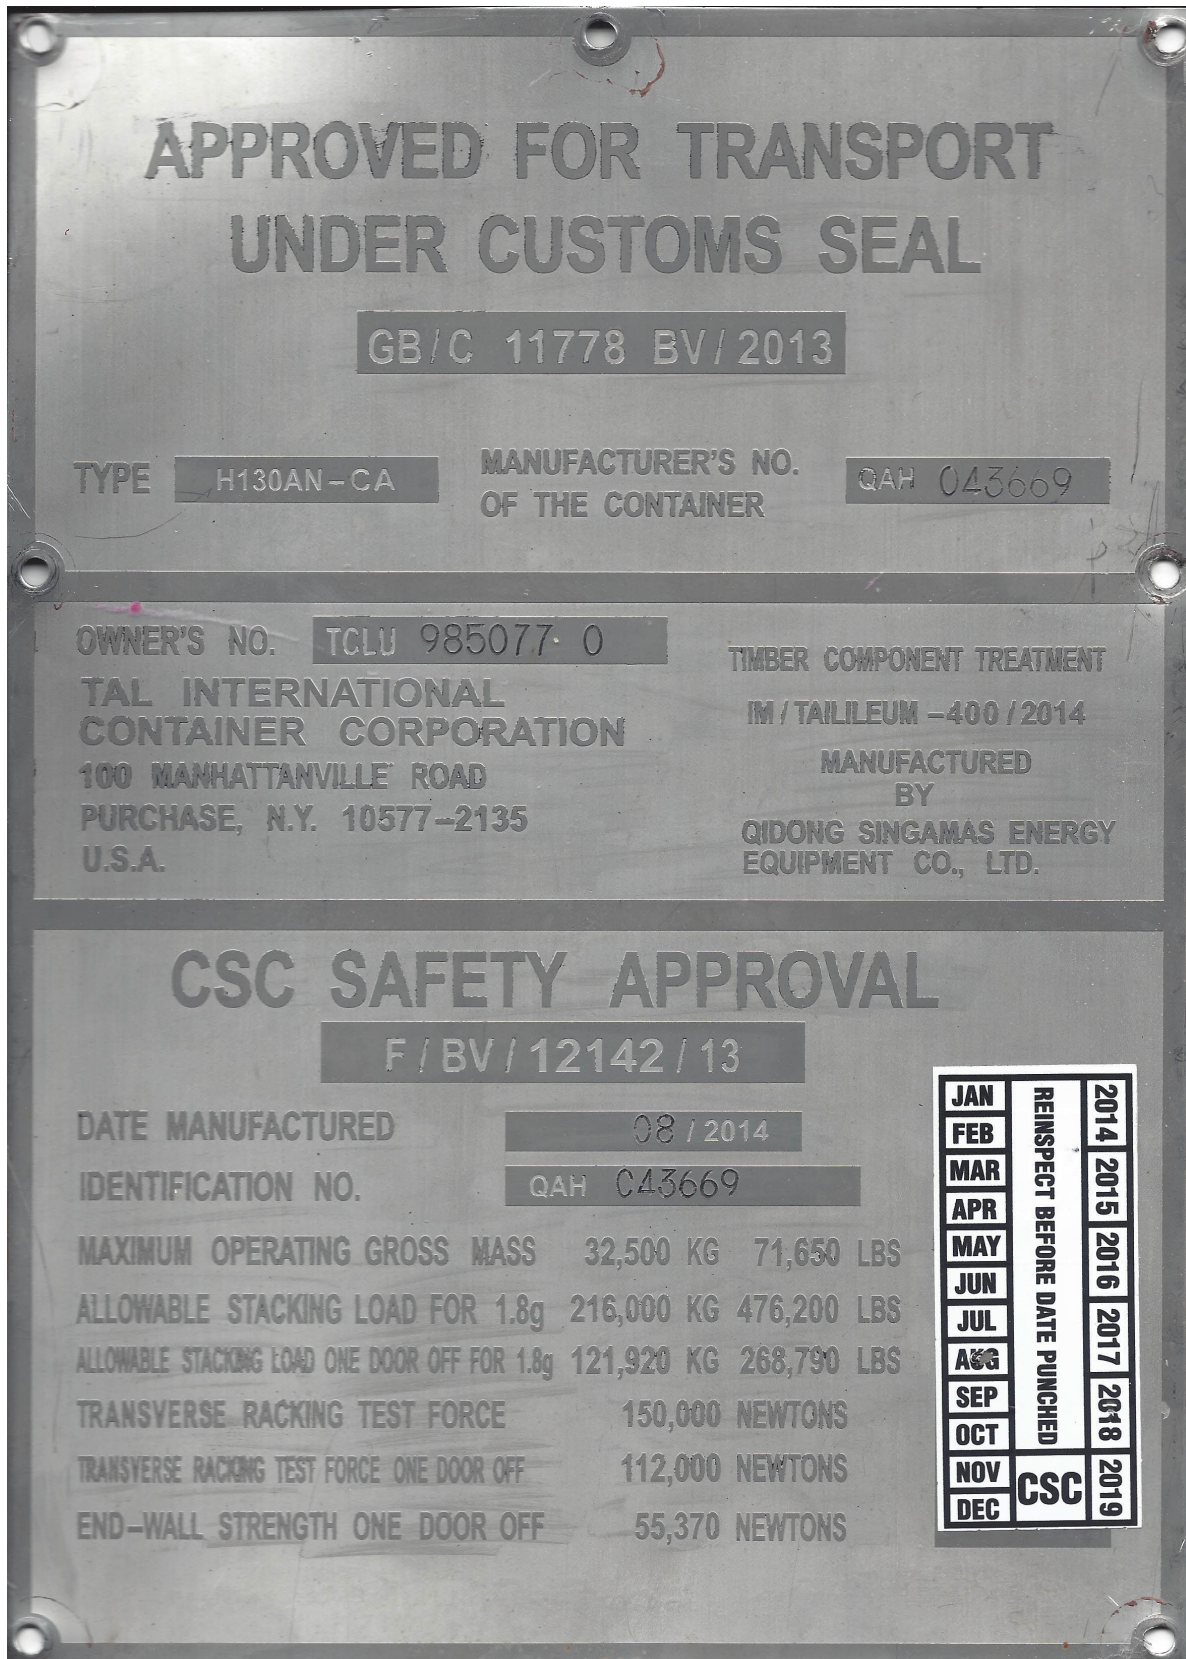 APPROVED FOR TRANSPORT
UNDER CUSTOMS SEAL
GB/C 11778 BV/2013
TYPE H130AN-CA
MANUFACTURER'S NO.
OF THE CONTAINER
QAH 043669
OWNER'S NO. TCLU 985077 0
TAL INTERNATIONAL
CONTAINER CORPORATION
100 MANHATTANVILLE ROAD
PURCHASE, N.Y. 10577-2135
U.S.A.
TIMBER COMPONENT TREATMENT
IM/TAILILEUM-400/2014
MANUFACTURED
BY
QIDONG SINGAMAS ENERGY
EQUIPMENT CO., LTD.
CSC SAFETY APPROVAL
F/BV/12142/13
DATE MANUFACTURED 08/2014
IDENTIFICATION NO. QAH 043669
MAXIMUM OPERATING GROSS MASS 32,500 KG 71,650 LBS
ALLOWABLE STACKING LOAD FOR 1.8g 216,000 KG 476,200 LBS
ALLOWABLE STACKING LOAD ONE DOOR OFF FOR 1.8g 121,920 KG 268,790 LBS
TRANSVERSE RACKING TEST FORCE 150,000 NEWTONS
TRANSVERSE RACKING TEST FORCE ONE DOOR OFF 112,000 NEWTONS
END-WALL STRENGTH ONE DOOR OFF 55,370 NEWTONS
JAN
FEB
MAR
APR
MAY
JUN
JUL
AUG
SEP
OCT
NOV
DEC
REINSPECT BEFORE DATE PUNCHED
CSC
2014
2015
2016
2017
2018
2019